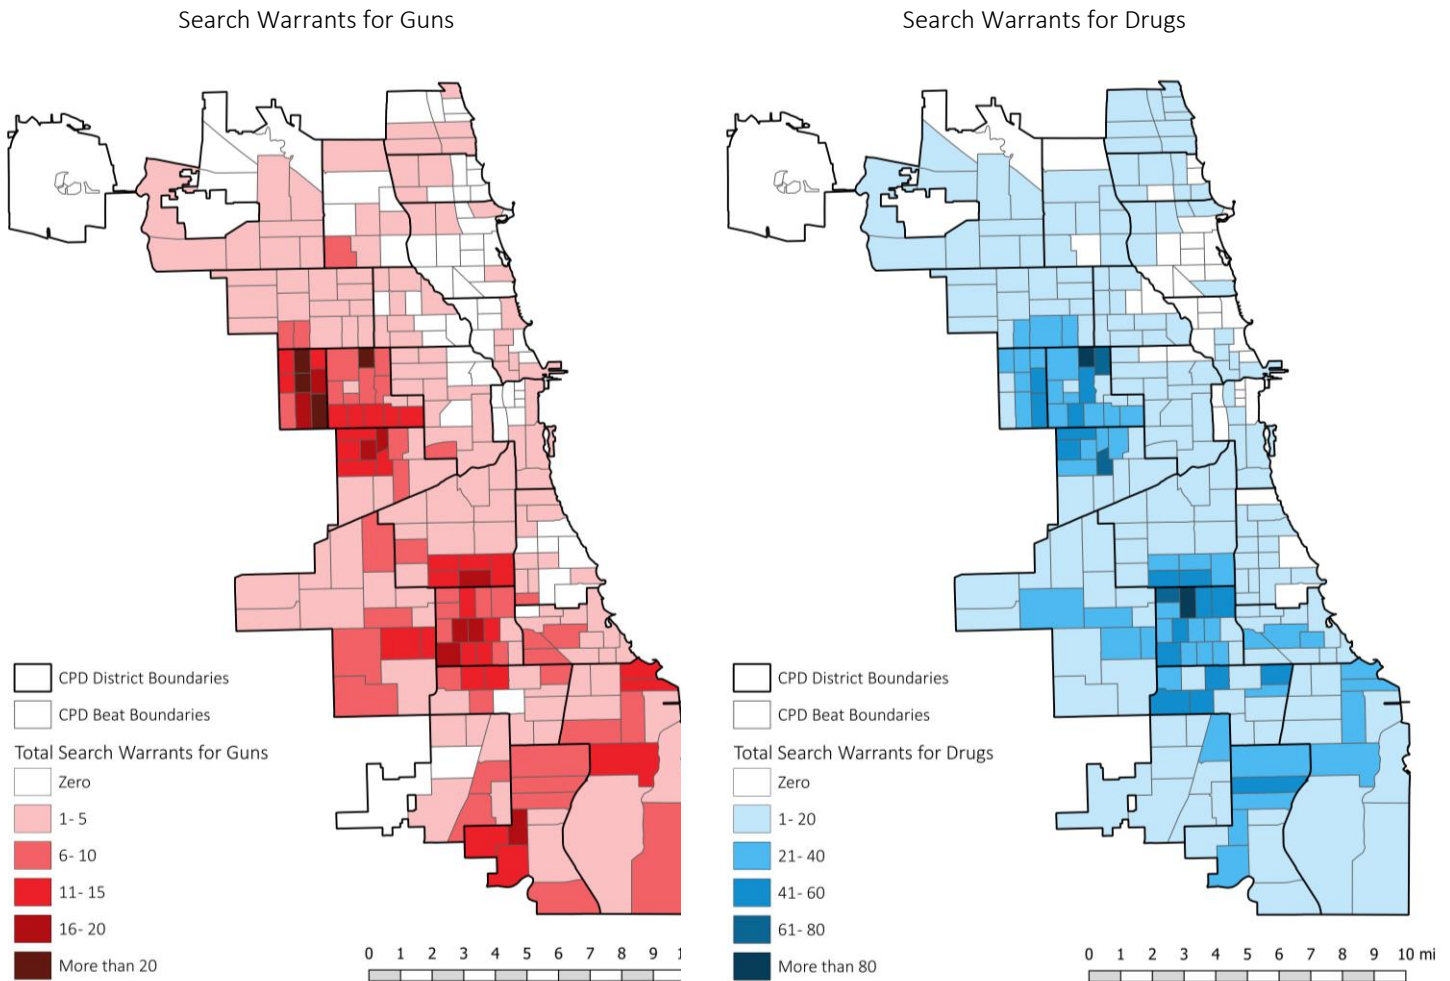 Search Warrants for Guns
Search Warrants for Drugs
CPD District Boundaries
CPD Beat Boundaries
Total Search Warrants for Guns
Zero
1- 5
6- 10
11- 15
16- 20
More than 20
0 1 2 3 4 5 6 7 8 9 1
CPD District Boundaries
CPD Beat Boundaries
Total Search Warrants for Drugs
Zero
1- 20
21- 40
41- 60
61- 80
More than 80
0 1 2 3 4 5 6 7 8 9 10 mi